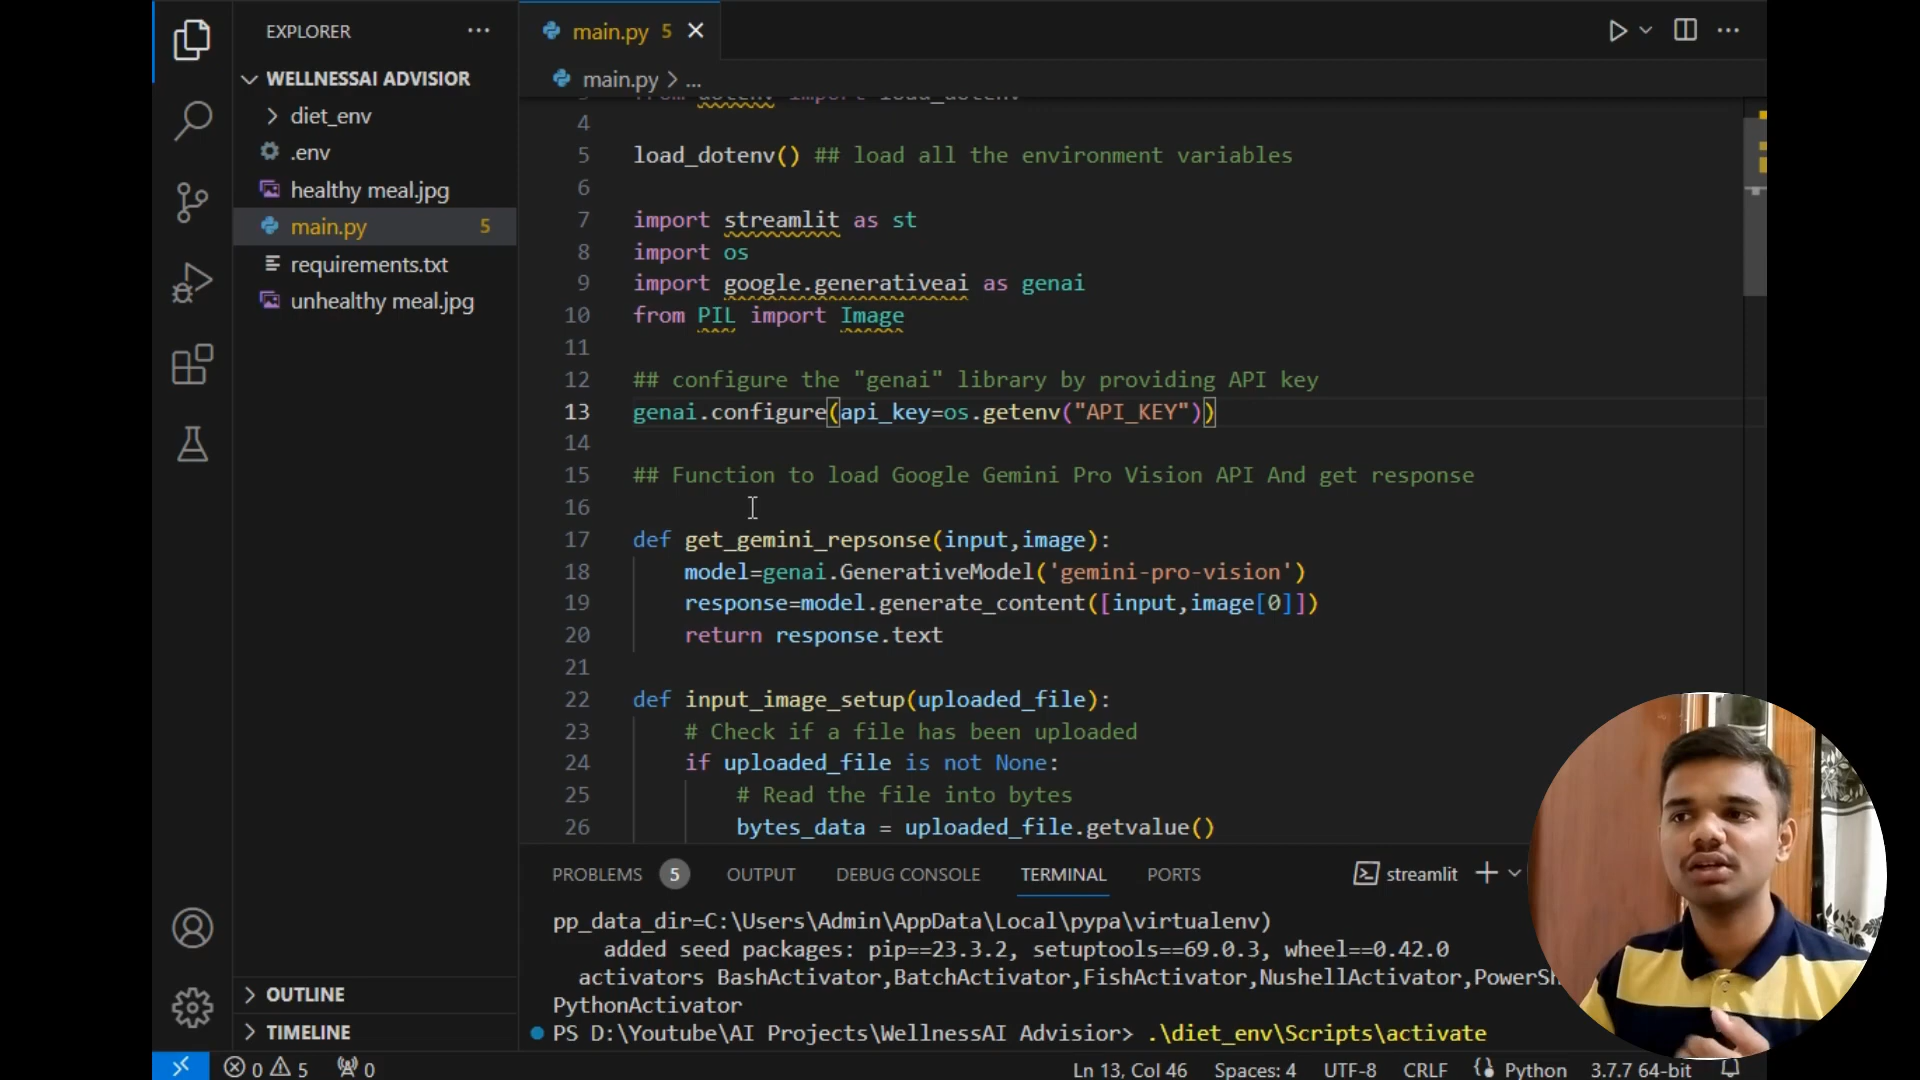 EXPLORER
WELLNESSAI ADVISIOR
diet_env
.env
healthy meal.jpg
main.py 5
requirements.txt
unhealthy meal.jpg
OUTLINE
TIMELINE
main.py 5
main.py > ...
3 from dotenv import load_dotenv
4
5 load_dotenv() ## load all the environment variables
6
7 import streamlit as st
8 import os
9 import google.generativeai as genai
10 from PIL import Image
11
12 ## configure the "genai" library by providing API key
13 genai.configure(api_key=os.getenv("API_KEY"))
14
15 ## Function to load Google Gemini Pro Vision API And get response
16
17 def get_gemini_repsonse(input,image):
18 model=genai.GenerativeModel('gemini-pro-vision')
19 response=model.generate_content([input,image[0]])
20 return response.text
21
22 def input_image_setup(uploaded_file):
23 # Check if a file has been uploaded
24 if uploaded_file is not None:
25 # Read the file into bytes
26 bytes_data = uploaded_file.getvalue()
PROBLEMS 5 OUTPUT DEBUG CONSOLE TERMINAL PORTS streamlit
pp_data_dir=C:\Users\Admin\AppData\Local\pypa\virtualenv)
added seed packages: pip==23.3.2, setuptools==69.0.3, wheel==0.42.0
activators BashActivator,BatchActivator,FishActivator,NushellActivator,PowerSh
PythonActivator
PS D:\Youtube\AI Projects\WellnessAI Advisior> .\diet_env\Scripts\activate
0 5 0 Ln 13, Col 46 Spaces: 4 UTF-8 CRLF Python 3.7.7 64-bit